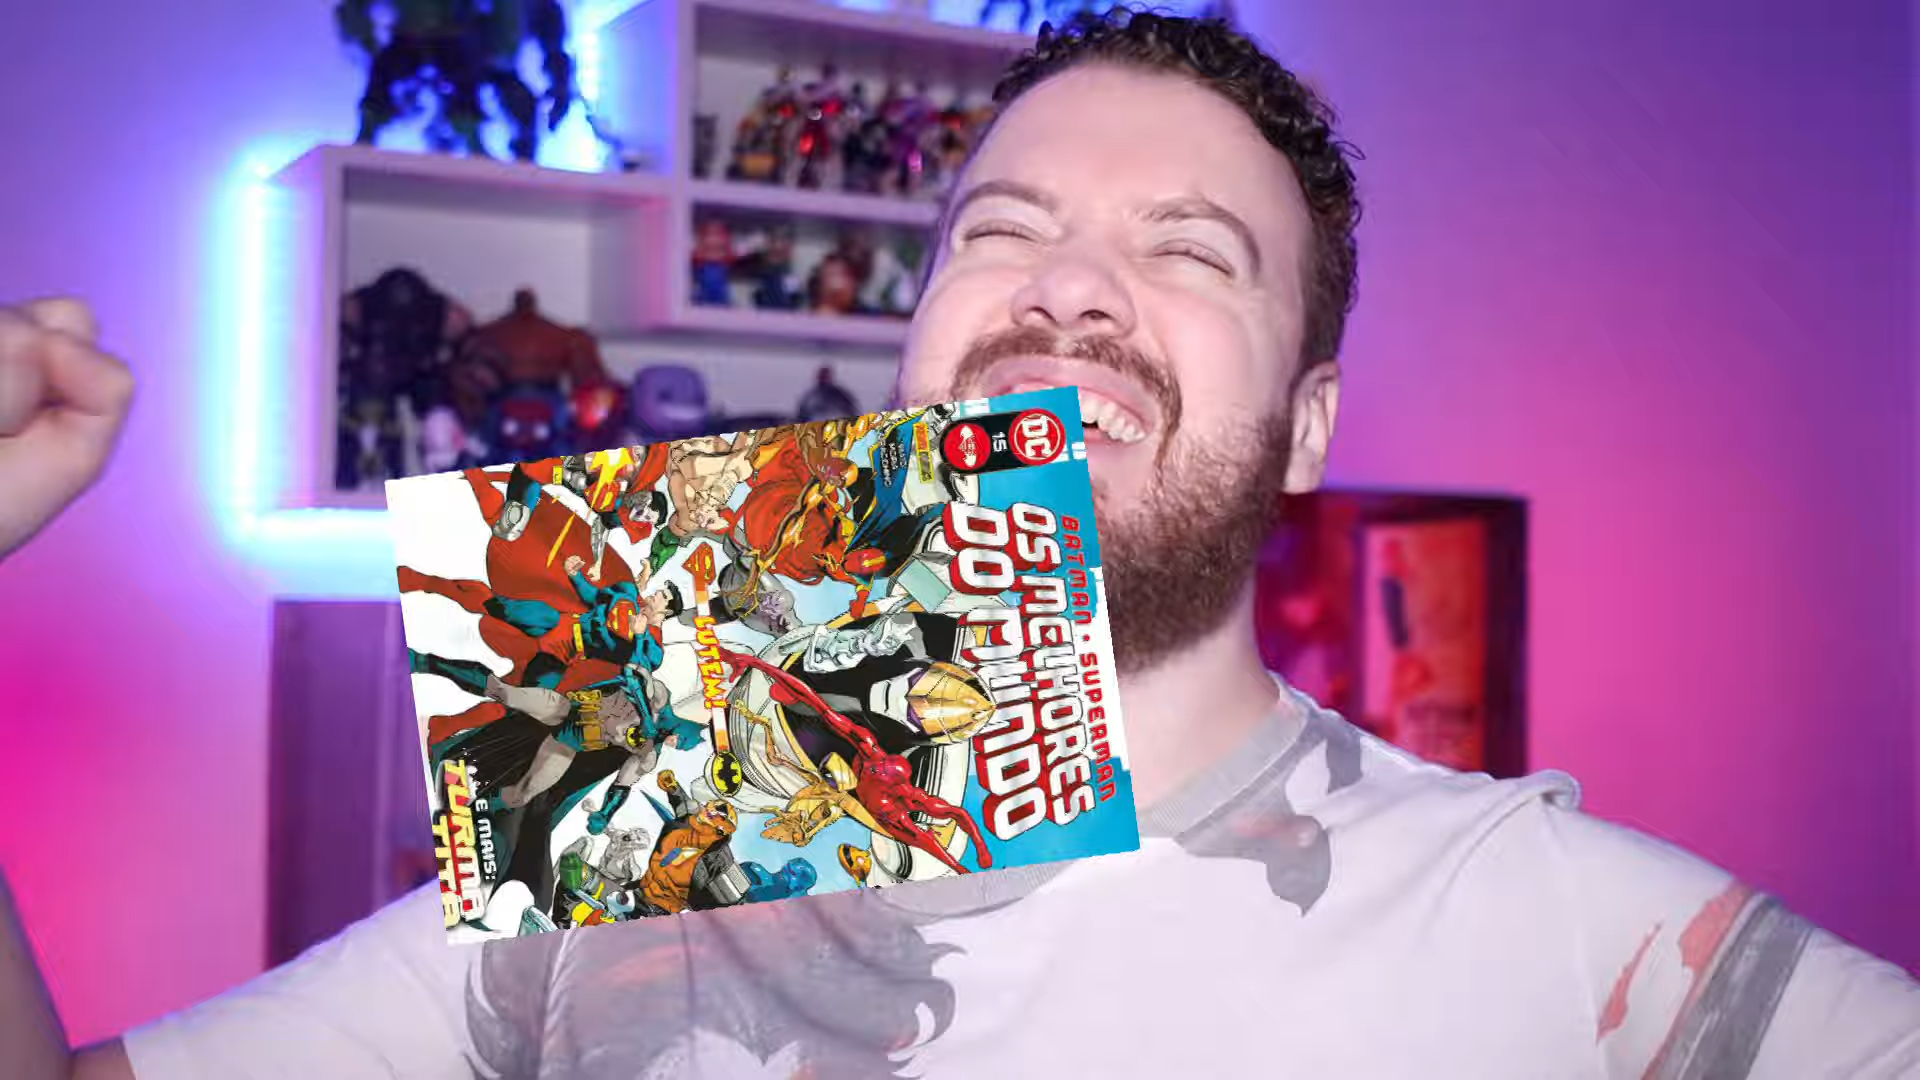 DC
15
BATMAN • SUPERMAN
OS MELHORES
DO MUNDO
LUTEM!
E MAIS:
TURMA
TITÃ